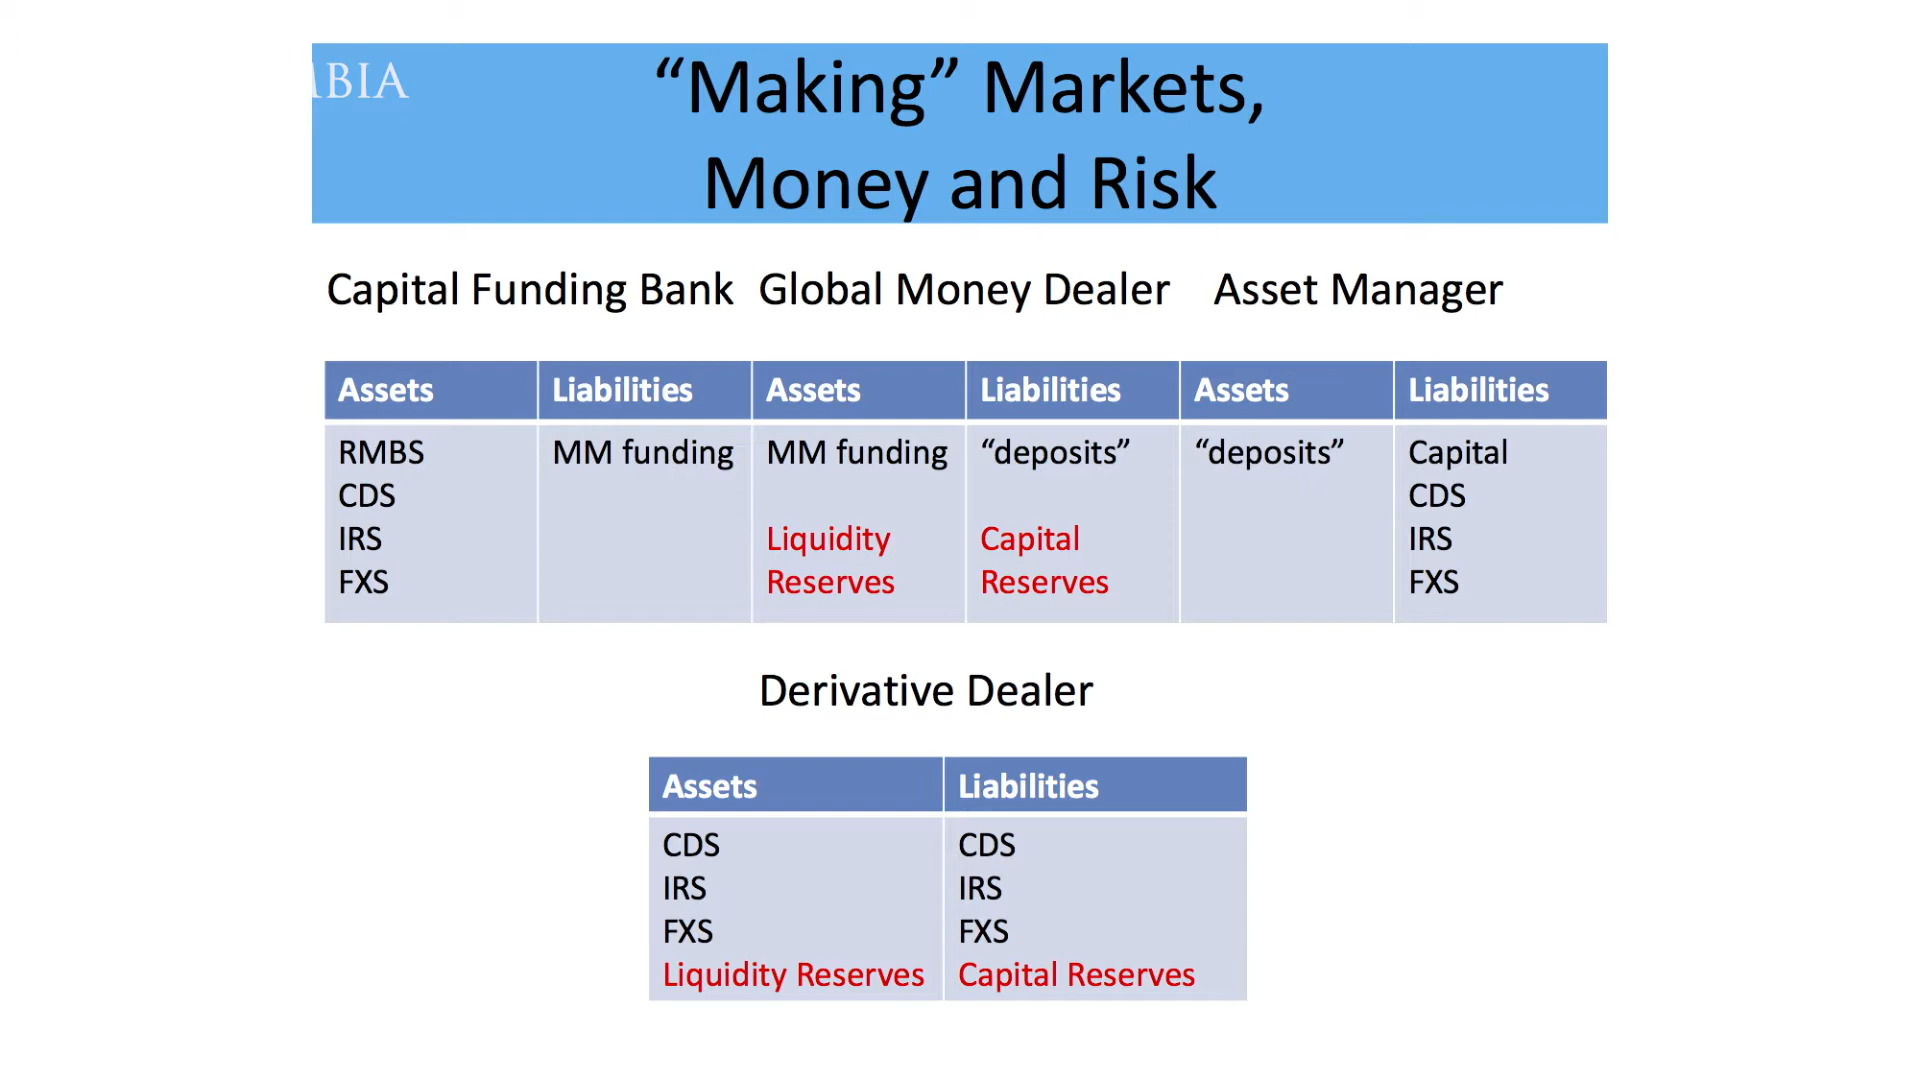 MBIA
“Making” Markets,
Money and Risk
Capital Funding Bank Global Money Dealer Asset Manager
Assets Liabilities Assets Liabilities Assets Liabilities
RMBS MM funding MM funding “deposits” “deposits” Capital
CDS CDS
IRS Liquidity Capital IRS
FXS Reserves Reserves FXS
Derivative Dealer
Assets Liabilities
CDS CDS
IRS IRS
FXS FXS
Liquidity Reserves Capital Reserves